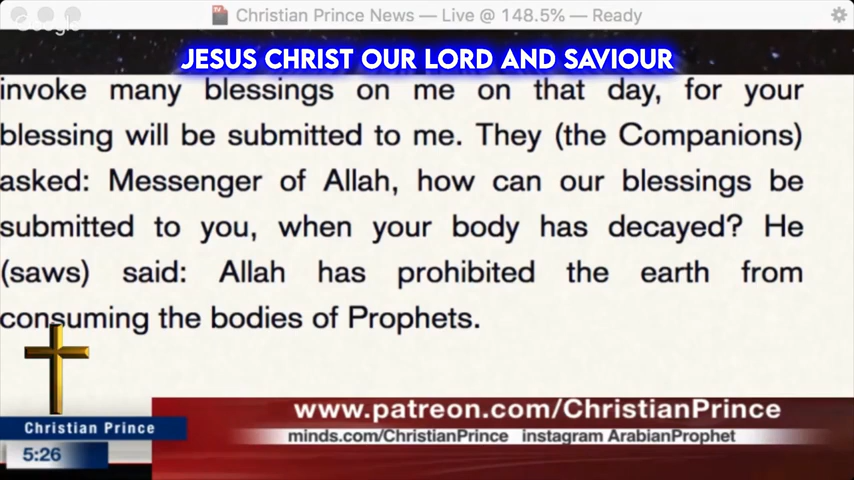 Christian Prince News — Live @ 148.5% — Ready
Google
JESUS CHRIST OUR LORD AND SAVIOUR
invoke many blessings on me on that day, for your
blessing will be submitted to me. They (the Companions)
asked: Messenger of Allah, how can our blessings be
submitted to you, when your body has decayed? He
(saws) said: Allah has prohibited the earth from
consuming the bodies of Prophets.
www.patreon.com/ChristianPrince
Christian Prince
minds.com/ChristianPrince instagram ArabianProphet
5:26